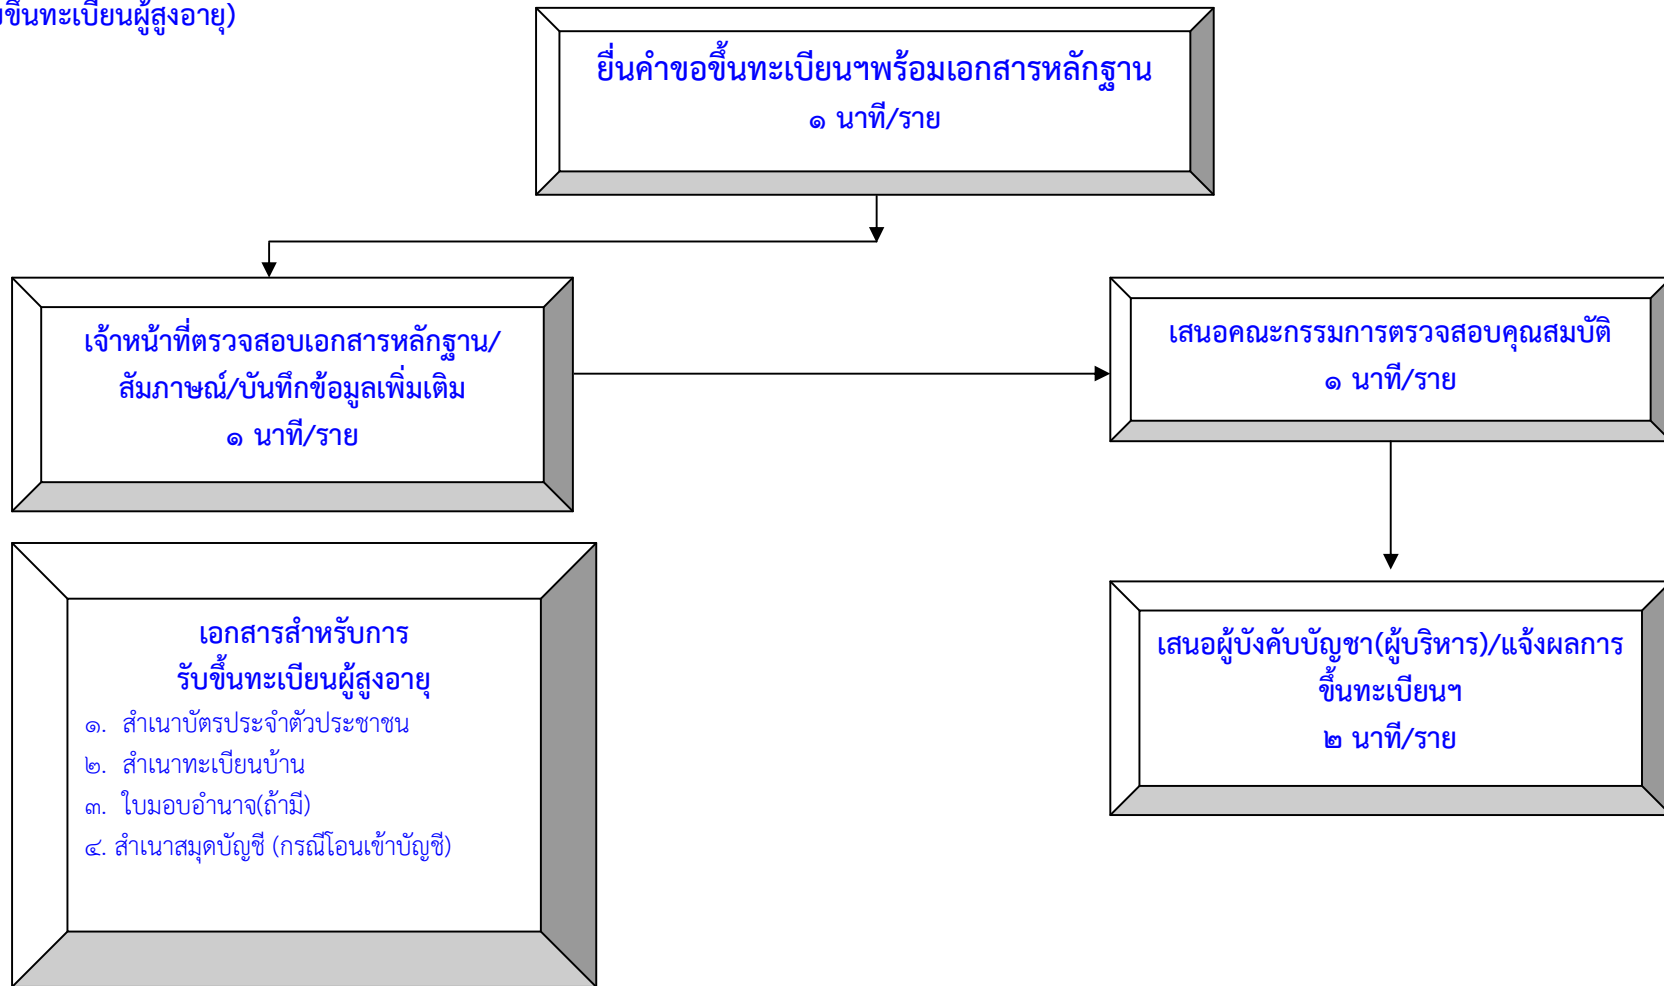 ขึ้นทะเบียนผู้สูงอายุ)
ยื่นคำขอขึ้นทะเบียนฯพร้อมเอกสารหลักฐาน
๑ นาที/ราย
เจ้าหน้าที่ตรวจสอบเอกสารหลักฐาน/
สัมภาษณ์/บันทึกข้อมูลเพิ่มเติม
๑ นาที/ราย
เสนอคณะกรรมการตรวจสอบคุณสมบัติ
๑ นาที/ราย
เอกสารสำหรับการ
รับขึ้นทะเบียนผู้สูงอายุ
๑. สำเนาบัตรประจำตัวประชาชน
๒. สำเนาทะเบียนบ้าน
๓. ใบมอบอำนาจ(ถ้ามี)
๔. สำเนาสมุดบัญชี (กรณีโอนเข้าบัญชี)
เสนอผู้บังคับบัญชา(ผู้บริหาร)/แจ้งผลการ
ขึ้นทะเบียนฯ
๒ นาที/ราย